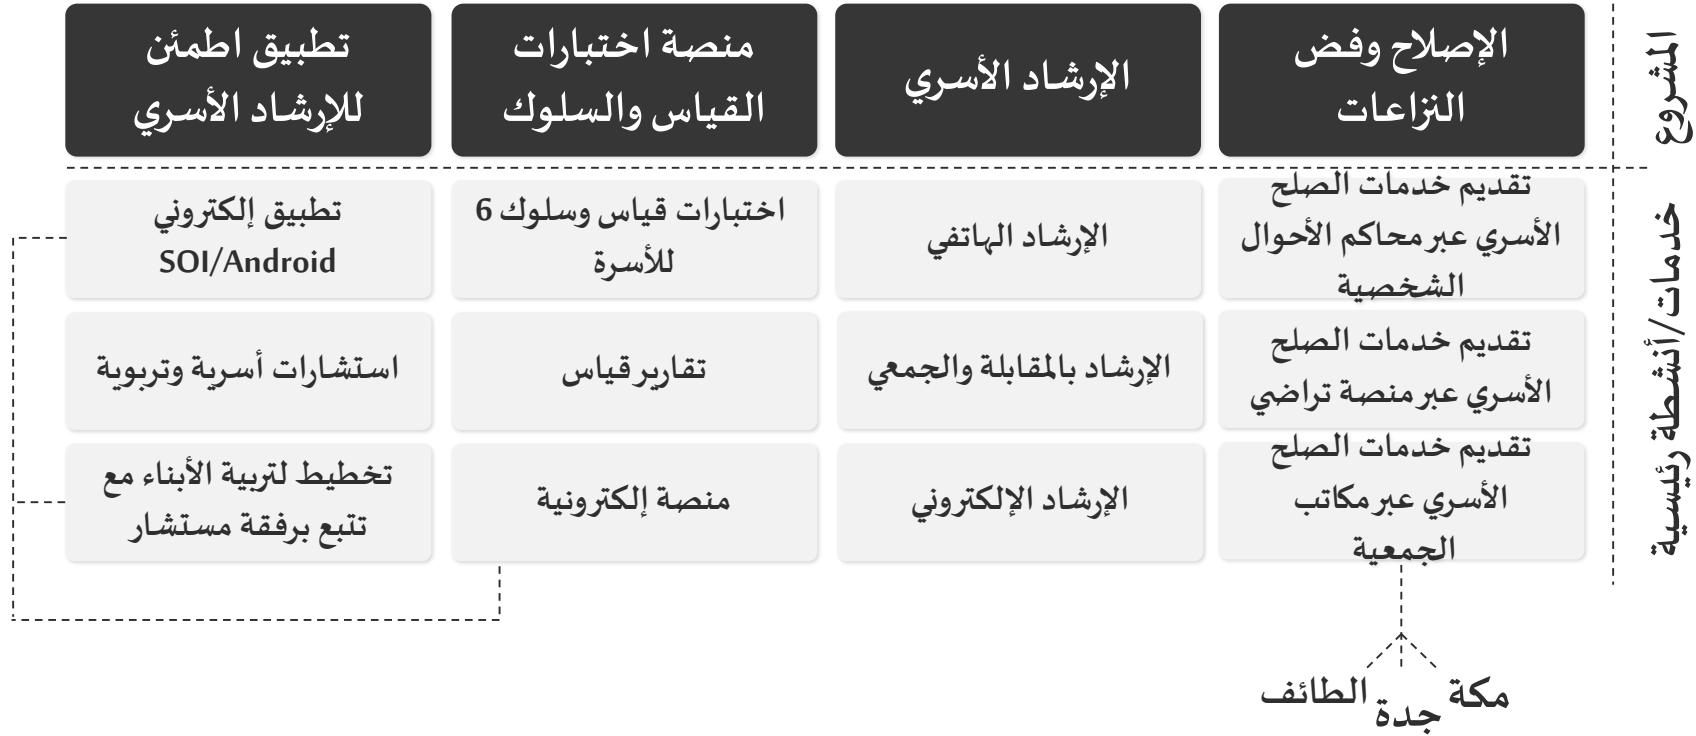 المشروع
الإصلاح وفض
النزاعات
الإرشاد الأسري
منصة اختبارات
القياس والسلوك
تطبيق اطمئن
للإرشاد الأسري
خدمات/أنشطة رئيسية
تقديم خدمات الصلح
الأسري عبر محاكم الأحوال
الشخصية
الإرشاد الهاتفي
اختبارات قياس وسلوك 6
للأسرة
تطبيق إلكتروني
SOI/Android
تقديم خدمات الصلح
الأسري عبر منصة تراضي
الإرشاد بالمقابلة والجمعي
تقارير قياس
استشارات أسرية وتربوية
تقديم خدمات الصلح
الأسري عبر مكاتب
الجمعية
الإرشاد الإلكتروني
منصة إلكترونية
تخطيط لتربية الأبناء مع
تتبع برفقة مستشار
مكة
جدة
الطائف